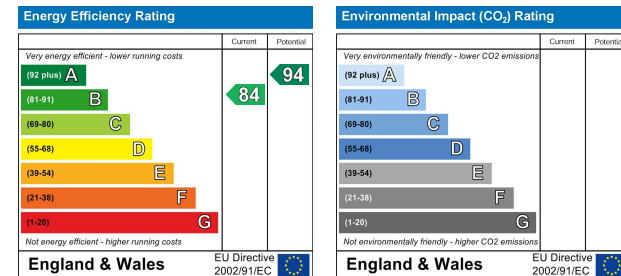 Energy Efficiency Rating
Current Potential
Very energy efficient - lower running costs
(92 plus) A
94
(81-91) B
84
(69-80) C
(55-68) D
(39-54) E
(21-38) F
(1-20) G
Not energy efficient - higher running costs
England & Wales
EU Directive
2002/91/EC
Environmental Impact (CO₂) Rating
Current Potentia
Very environmentally friendly - lower CO2 emissions
(92 plus) A
(81-91) B
(69-80) C
(55-68) D
(39-54) E
(21-38) F
(1-20) G
Not environmentally friendly - higher CO2 emissions
England & Wales
EU Directive
2002/91/EC